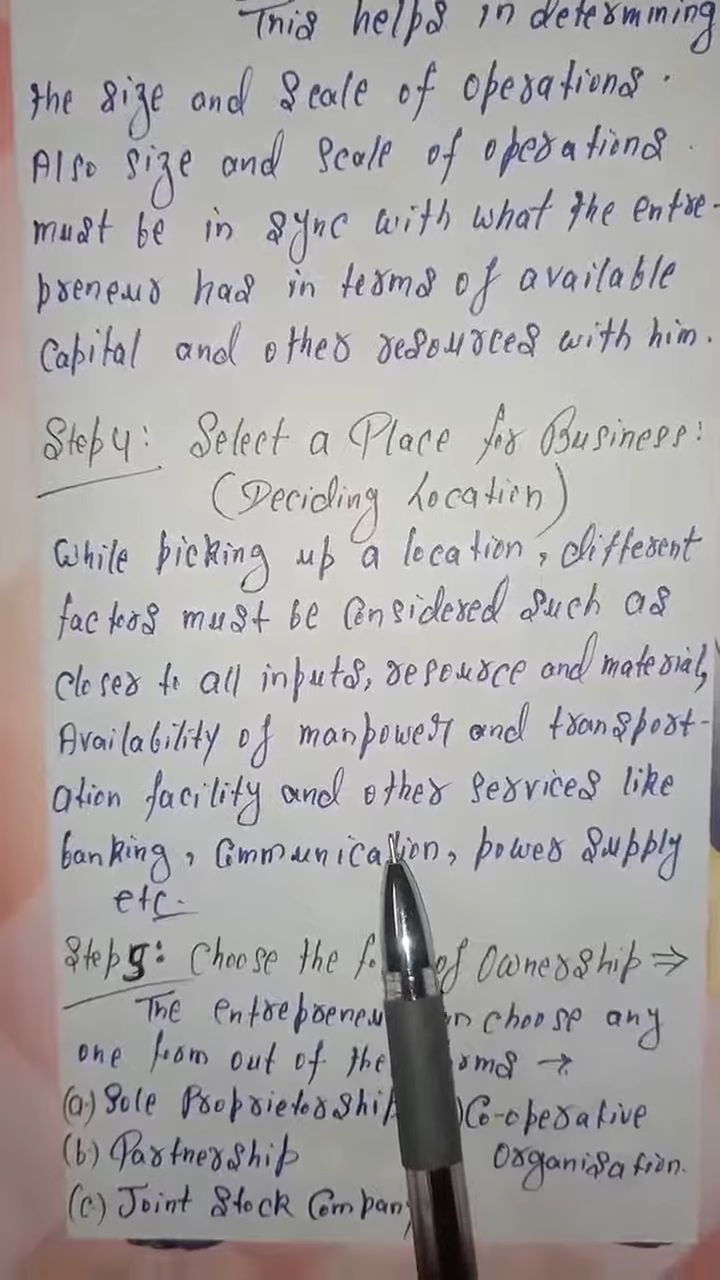 This helps in determining
the size and Scale of operations.
Also size and Scale of operations.
must be in sync with what the entre-
preneur has in terms of available
Capital and other resources with him.
Step 4: Select a Place for Business:
(Deciding Location)
While picking up a location, different
factors must be Considered such as
closer to all inputs, resource and material,
Availability of manpower and transport-
ation facility and other services like
banking, Communication, power supply
etc.
Step 5: Choose the of Ownership ⇒
The choose any
one from out of the →
(a) Sole Proprietorship Co-operative
(b) Partnership Organisation.
(c) Joint Stock Company